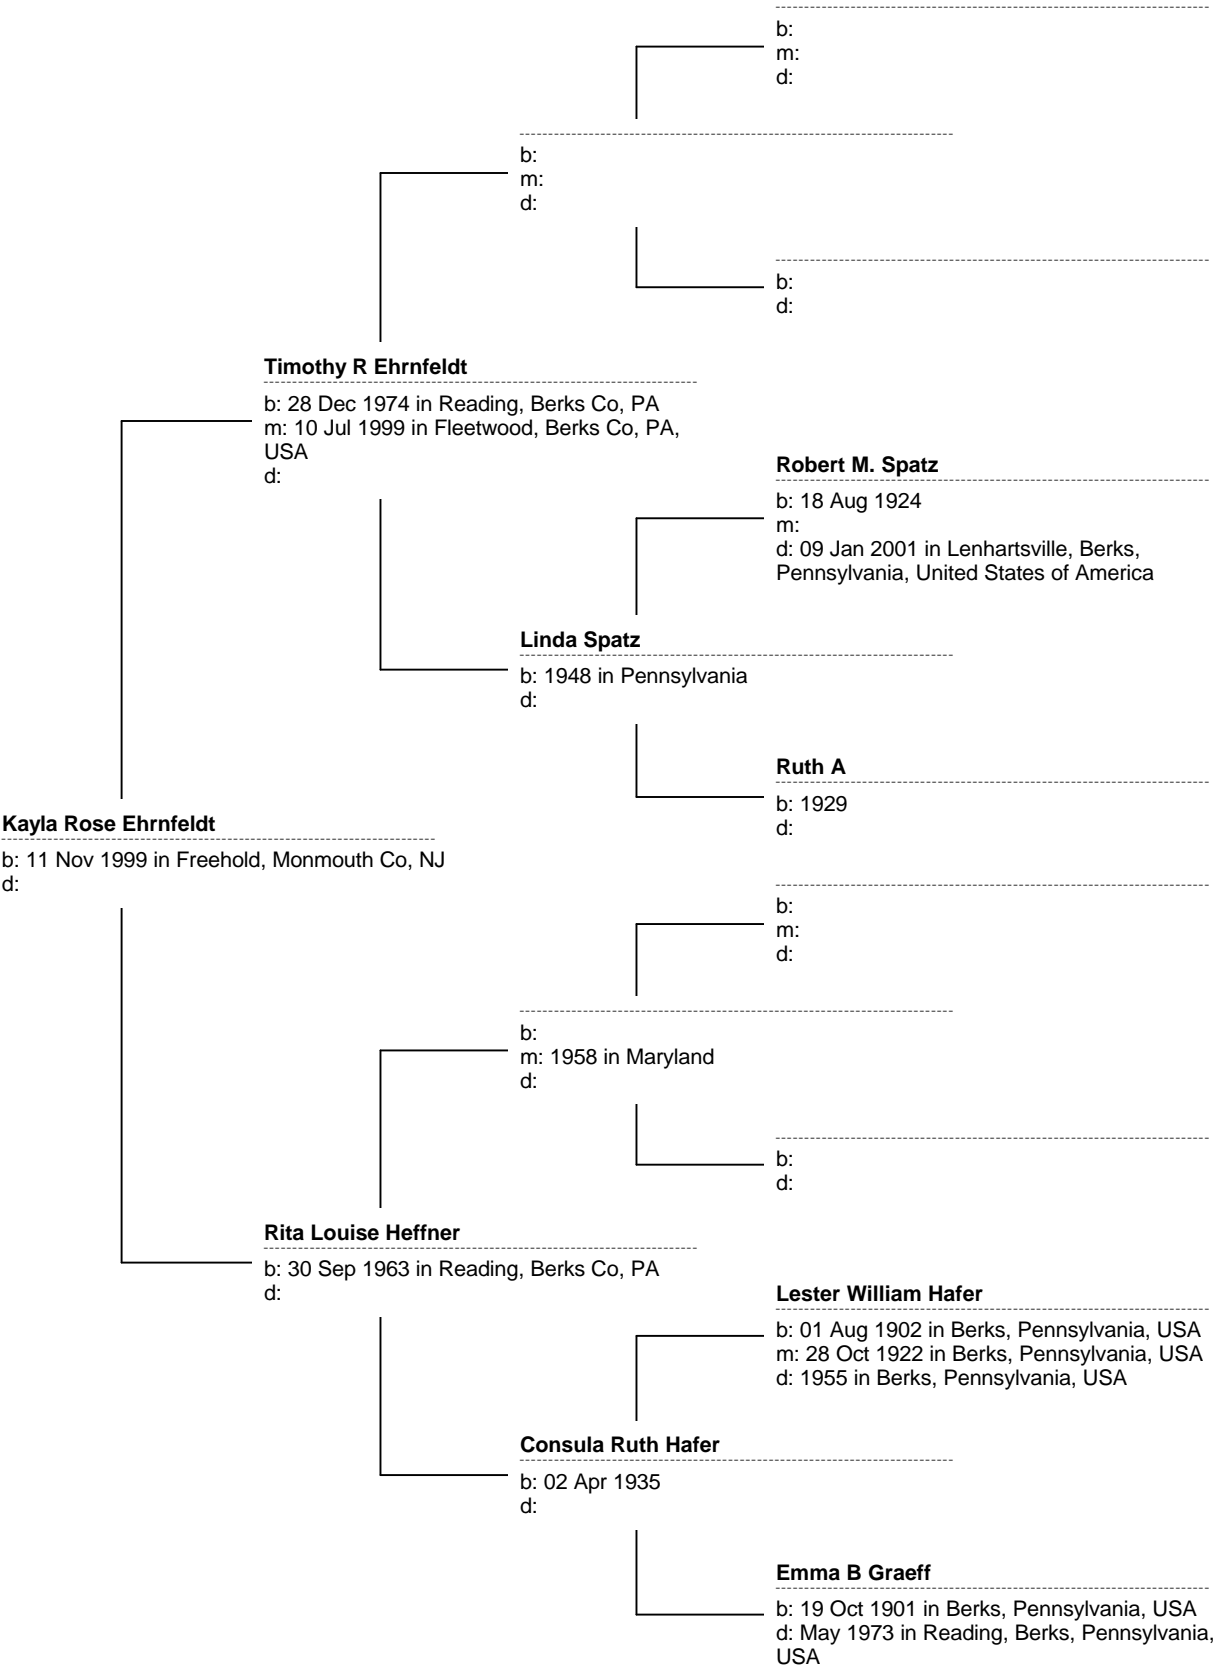 b:
m:
d:
b:
m:
d:
b:
d:
Timothy R Ehrnfeldt
b: 28 Dec 1974 in Reading, Berks Co, PA
m: 10 Jul 1999 in Fleetwood, Berks Co, PA,
USA
d:
Robert M. Spatz
b: 18 Aug 1924
m:
d: 09 Jan 2001 in Lenhartsville, Berks,
Pennsylvania, United States of America
Linda Spatz
b: 1948 in Pennsylvania
d:
Ruth A
b: 1929
d:
Kayla Rose Ehrnfeldt
b: 11 Nov 1999 in Freehold, Monmouth Co, NJ
d:
b:
m:
d:
b:
m: 1958 in Maryland
d:
b:
d:
Rita Louise Heffner
b: 30 Sep 1963 in Reading, Berks Co, PA
d:
Lester William Hafer
b: 01 Aug 1902 in Berks, Pennsylvania, USA
m: 28 Oct 1922 in Berks, Pennsylvania, USA
d: 1955 in Berks, Pennsylvania, USA
Consula Ruth Hafer
b: 02 Apr 1935
d:
Emma B Graeff
b: 19 Oct 1901 in Berks, Pennsylvania, USA
d: May 1973 in Reading, Berks, Pennsylvania,
USA